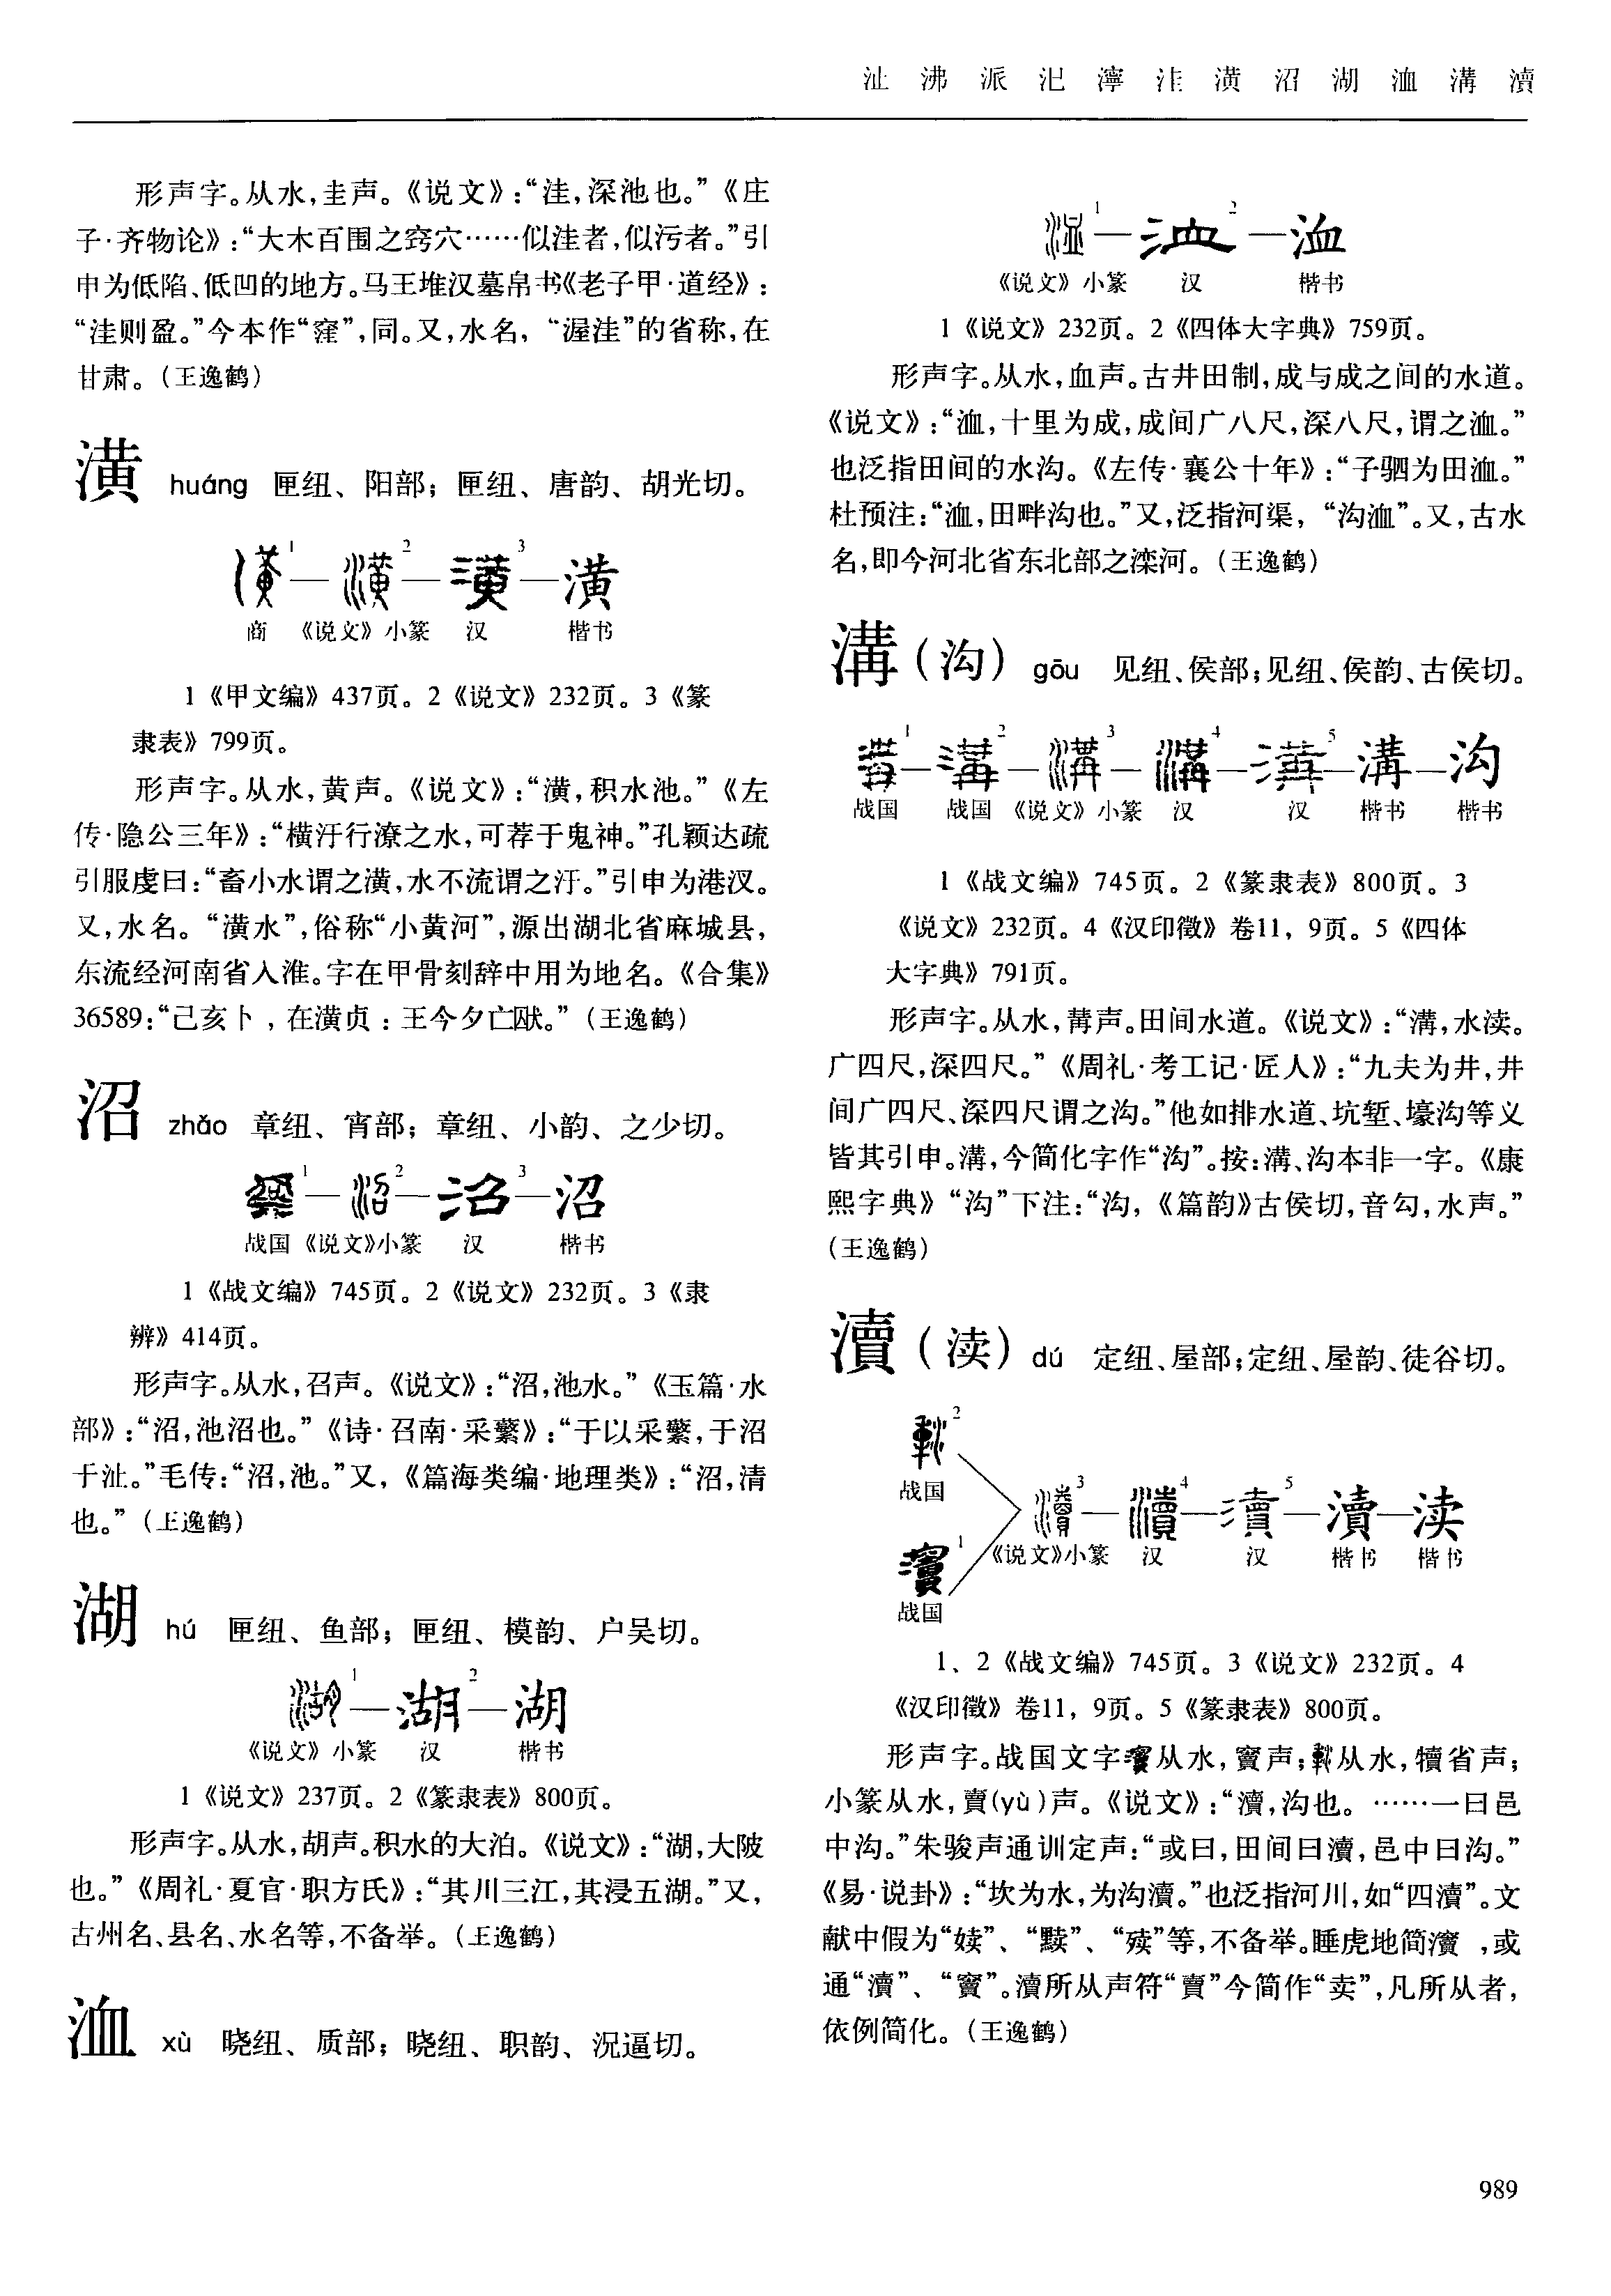 沚 沸 派 汜 濘 洼 潢 沼 湖 洫 溝 瀆
形声字。从水，圭声。《说文》：“洼，深池也。”《庄
子·齐物论》：“大木百围之窍穴……似洼者，似污者。”引
申为低陷、低凹的地方。马王堆汉墓帛书《老子甲·道经》：
“洼则盈。”今本作“窪”，同。又，水名，“渥洼”的省称，在
甘肃。（王逸鹤）
潢 huáng 匣纽、阳部；匣纽、唐韵、胡光切。
1 2 3
潢
商 《说文》小篆 汉 楷书
1《甲文编》437页。2《说文》232页。3《篆
隶表》799页。
形声字。从水，黄声。《说文》：“潢，积水池。”《左
传·隐公三年》：“横汙行潦之水，可荐于鬼神。”孔颖达疏
引服虔曰：“畜小水谓之潢，水不流谓之汙。”引申为港汊。
又，水名。“潢水”，俗称“小黄河”，源出湖北省麻城县，
东流经河南省入淮。字在甲骨刻辞中用为地名。《合集》
36589：“己亥卜，在潢贞：王今夕亡㕢。”（王逸鹤）
沼 zhǎo 章纽、宵部；章纽、小韵、之少切。
1 2 3
沼
战国 《说文》小篆 汉 楷书
1《战文编》745页。2《说文》232页。3《隶
辨》414页。
形声字。从水，召声。《说文》：“沼，池水。”《玉篇·水
部》：“沼，池沼也。”《诗·召南·采蘩》：“于以采蘩，于沼
于沚。”毛传：“沼，池。”又，《篇海类编·地理类》：“沼，清
也。”（王逸鹤）
湖 hú 匣纽、鱼部；匣纽、模韵、户吴切。
1 2
湖
《说文》小篆 汉 楷书
1《说文》237页。2《篆隶表》800页。
形声字。从水，胡声。积水的大泊。《说文》：“湖，大陂
也。”《周礼·夏官·职方氏》：“其川三江，其浸五湖。”又，
古州名、县名、水名等，不备举。（王逸鹤）
洫 xù 晓纽、质部；晓纽、职韵、况逼切。
1 2
洫
《说文》小篆 汉 楷书
1《说文》232页。2《四体大字典》759页。
形声字。从水，血声。古井田制，成与成之间的水道。
《说文》：“洫，十里为成，成间广八尺，深八尺，谓之洫。”
也泛指田间的水沟。《左传·襄公十年》：“子驷为田洫。”
杜预注：“洫，田畔沟也。”又，泛指河渠，“沟洫”。又，古水
名，即今河北省东北部之滦河。（王逸鹤）
溝（沟） gōu 见纽、侯部；见纽、侯韵、古侯切。
1 2 3 4 5
溝 沟
战国 战国 《说文》小篆 汉 汉 楷书 楷书
1《战文编》745页。2《篆隶表》800页。3
《说文》232页。4《汉印徵》卷11，9页。5《四体
大字典》791页。
形声字。从水，冓声。田间水道。《说文》：“溝，水渎。
广四尺，深四尺。”《周礼·考工记·匠人》：“九夫为井，井
间广四尺、深四尺谓之沟。”他如排水道、坑堑、壕沟等义
皆其引申。溝，今简化字作“沟”。按：溝、沟本非一字。《康
熙字典》“沟”下注：“沟，《篇韵》古侯切，音勾，水声。”
（王逸鹤）
瀆（渎） dú 定纽、屋部；定纽、屋韵、徒谷切。
2
战国
3 4 5
瀆 渎
1
《说文》小篆 汉 汉 楷书 楷书
战国
1、2《战文编》745页。3《说文》232页。4
《汉印徵》卷11，9页。5《篆隶表》800页。
形声字。战国文字 从水，竇声； 从水，犢省声；
小篆从水，賣(yù)声。《说文》：“瀆，沟也。……一曰邑
中沟。”朱骏声通训定声：“或曰，田间曰瀆，邑中曰沟。”
《易·说卦》：“坎为水，为沟瀆。”也泛指河川，如“四瀆”。文
献中假为“婊”、“黩”、“殰”等，不备举。睡虎地简 ，或
通“瀆”、“竇”。瀆所从声符“賣”今简作“卖”，凡所从者，
依例简化。（王逸鹤）
989